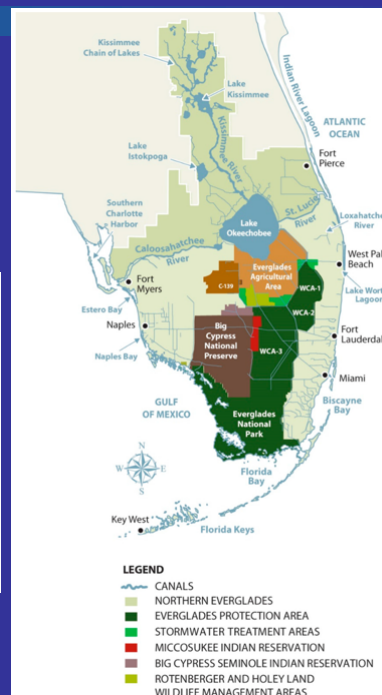 Kissimmee
Chain of Lakes
Lake
Kissimmee
Kissimmee River
Indian River Lagoon
ATLANTIC
OCEAN
Lake
Istokpoga
Fort
Pierce
Southern
Charlotte
Harbor
St. Lucie
River
Lake
Okeechobee
Loxahatchee
River
Caloosahatchee
River
Everglades
Agricultural
Area
West Pal
Beach
Fort
Myers
C-139
WCA-1
Lake Wort
Lagoon
Estero Bay
WCA-2
Naples
Big
Cypress
National
Preserve
Fort
Lauderdal
WCA-3
Naples Bay
Miami
GULF
OF MEXICO
Everglades
National
Park
Biscayne
Bay
N
W
E
S
Florida
Bay
Key West
Florida Keys
LEGEND
CANALS
NORTHERN EVERGLADES
EVERGLADES PROTECTION AREA
STORMWATER TREATMENT AREAS
MICCOSUKEE INDIAN RESERVATION
BIG CYPRESS SEMINOLE INDIAN RESERVATION
ROTENBERGER AND HOLEY LAND
WILDLIFE MANAGEMENT AREAS